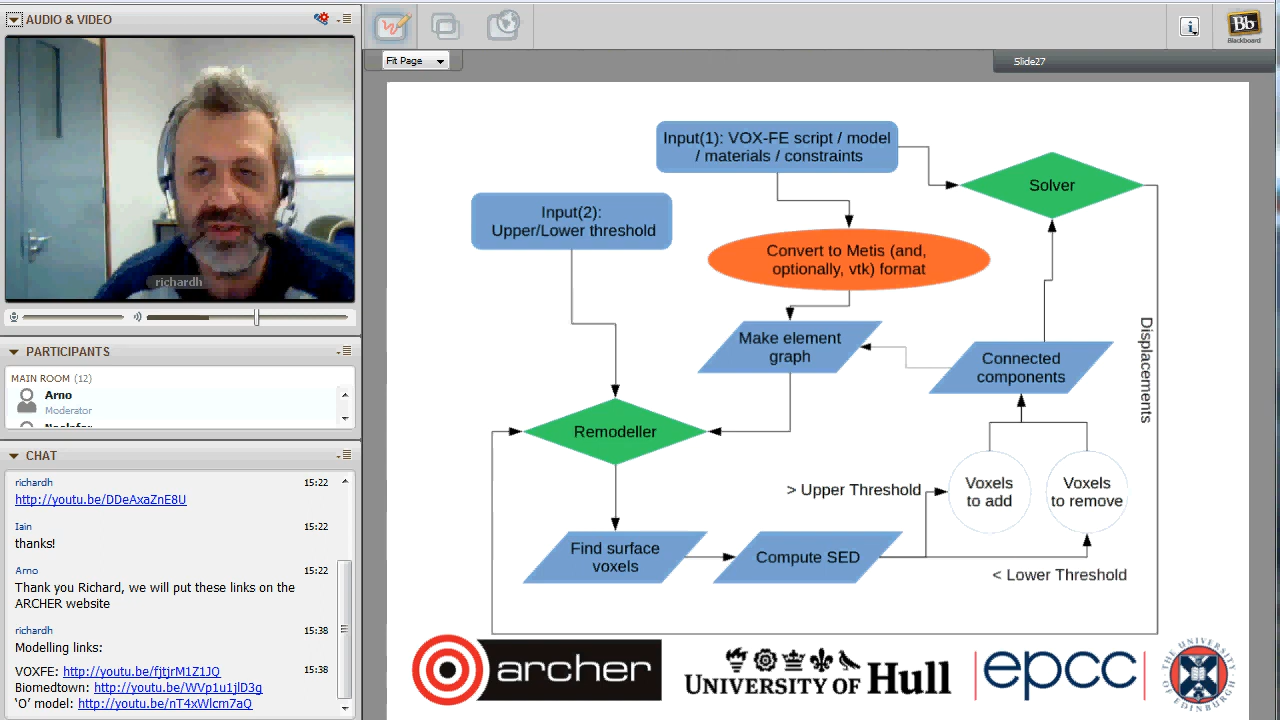 AUDIO & VIDEO
richardh
PARTICIPANTS
MAIN ROOM (12)
Arno
Moderator
CHAT
richardh 15:22
http://youtu.be/DDeAxaZnE8U
Iain 15:22
thanks!
Arno 15:22
Thank you Richard, we will put these links on the
ARCHER website
richardh 15:38
Modelling links:
VOX-FE: http://youtu.be/fjtjrM1Z1JQ 15:38
Biomedtown: http://youtu.be/WVp1u1jlD3g
'O' model: http://youtu.be/nT4xWlcm7aQ
Bb
Blackboard
Fit Page
Slide27
Input(1): VOX-FE script / model
/ materials / constraints
Solver
Input(2):
Upper/Lower threshold
Convert to Metis (and,
optionally, vtk) format
Make element
graph
Connected
components
Displacements
Remodeller
> Upper Threshold
Voxels
to add
Voxels
to remove
Find surface
voxels
Compute SED
< Lower Threshold
archer
UNIVERSITY OF Hull
epcc